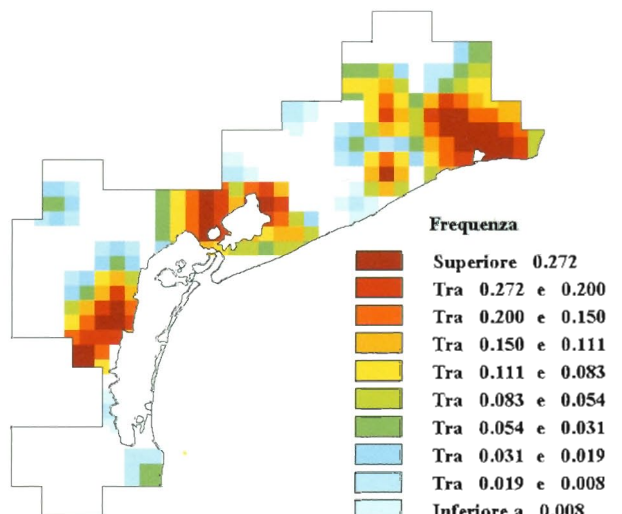 Frequenza
Superiore 0.272
Tra 0.272 e 0.200
Tra 0.200 e 0.150
Tra 0.150 e 0.111
Tra 0.111 e 0.083
Tra 0.083 e 0.054
Tra 0.054 e 0.031
Tra 0.031 e 0.019
Tra 0.019 e 0.008
Inferiore a 0.008